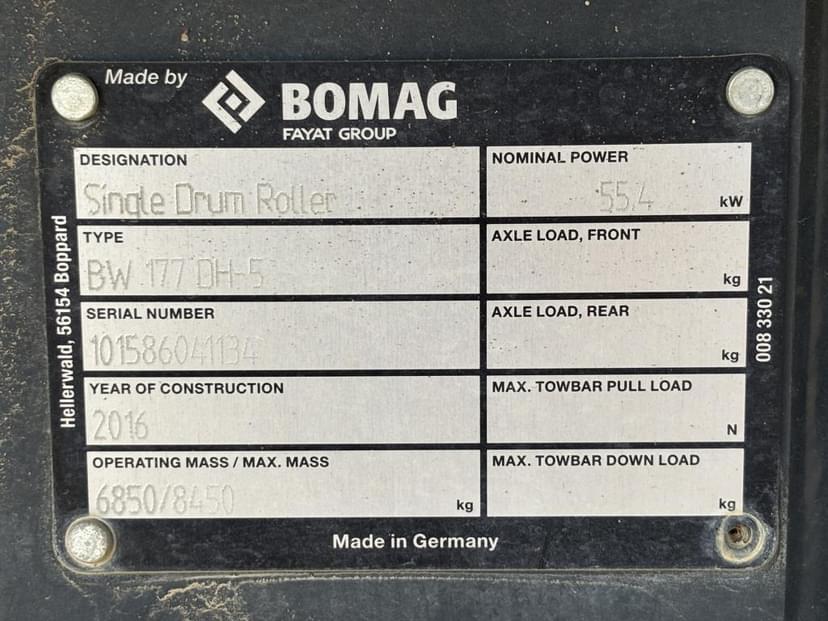 Made by
BOMAG
FAYAT GROUP
DESIGNATION
Single Drum Roller
NOMINAL POWER
55,4 kW
TYPE
BW 177 DH-5
AXLE LOAD, FRONT
kg
SERIAL NUMBER
101586041134
AXLE LOAD, REAR
kg
YEAR OF CONSTRUCTION
2016
MAX. TOWBAR PULL LOAD
N
OPERATING MASS / MAX. MASS
6850/8450 kg
MAX. TOWBAR DOWN LOAD
kg
Made in Germany
Hellerwald, 56154 Boppard
008 330 21